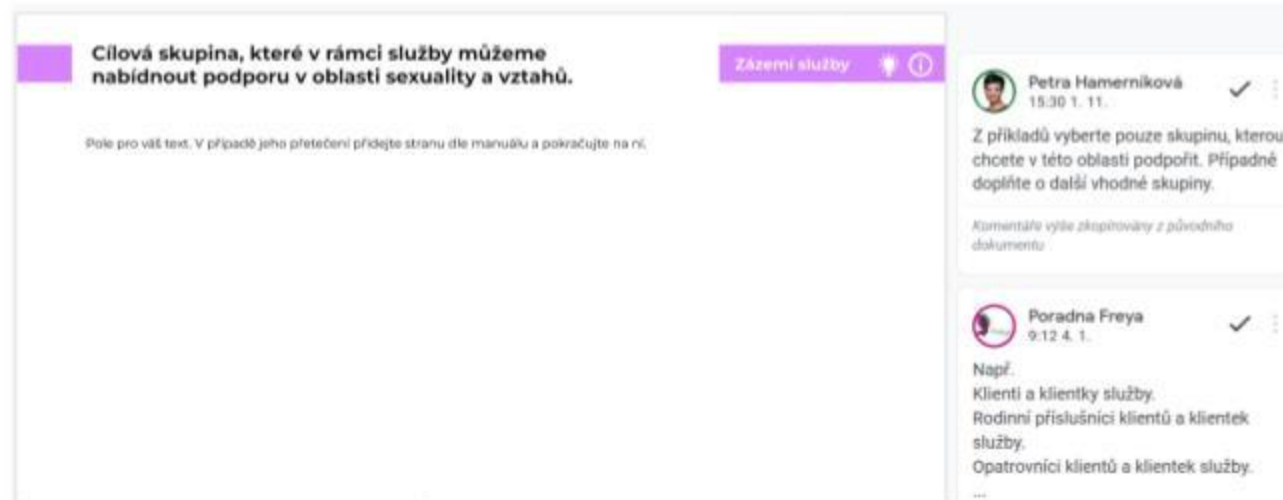 Cílová skupina, které v rámci služby můžeme
nabídnout podporu v oblasti sexuality a vztahů.
Zázemí služby
Pole pro váš text. V případě jeho přetečení přidejte stranu dle manuálu a pokračujte na ní.
Petra Hamerníková
15:30 1. 11.
Z příkladů vyberte pouze skupinu, kterou
chcete v této oblasti podpořit. Případně
doplňte o další vhodné skupiny.
Komentáře výše zkopírovány z původního
dokumentu
Poradna Freya
9:12 4. 1.
Např.
Klienti a klientky služby.
Rodinní příslušníci klientů a klientek
služby.
Opatrovníci klientů a klientek služby.
...